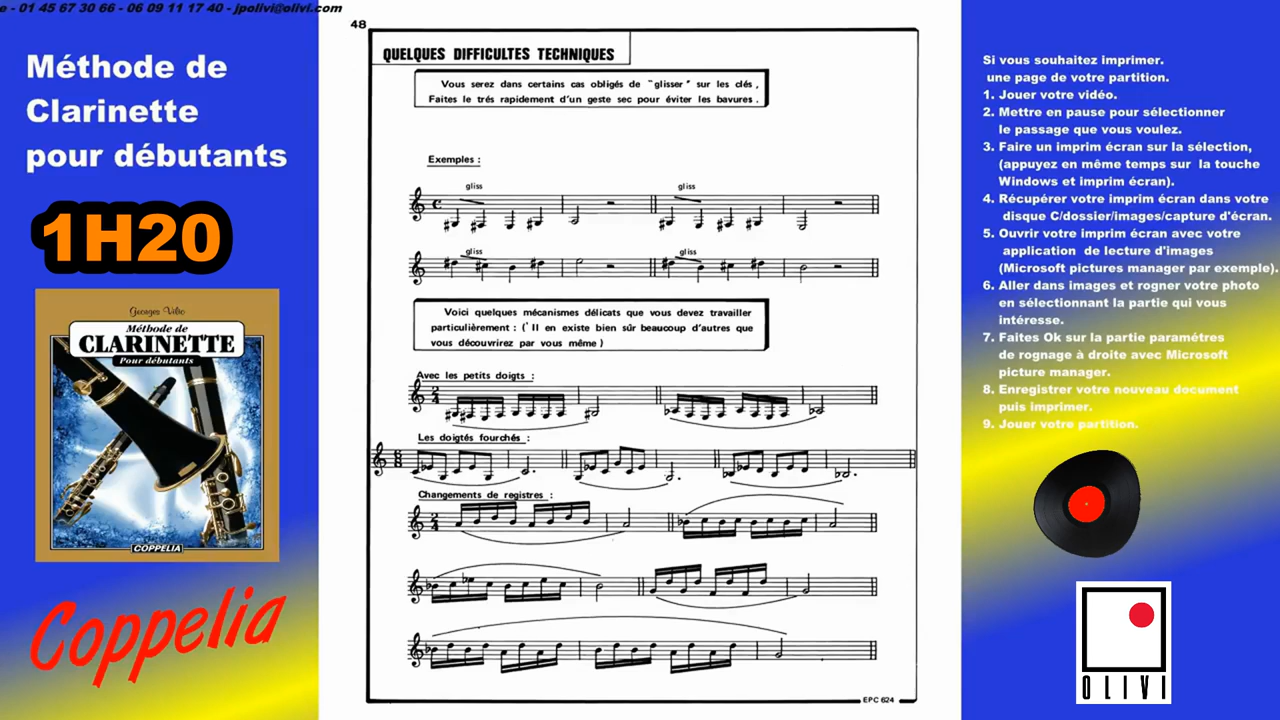 e - 01 45 67 30 66 - 06 09 11 17 40 - jpolivi@olivi.com
Méthode de
Clarinette
pour débutants
1H20
Georges Vilso
Méthode de
CLARINETTE
Pour débutants
COPPELIA
Coppelia
48
QUELQUES DIFFICULTES TECHNIQUES
Vous serez dans certains cas obligés de "glisser" sur les clés,
Faites le trés rapidement d'un geste sec pour éviter les bavures.
Exemples :
gliss
gliss
gliss
gliss
Voici quelques mécanismes délicats que vous devez travailler
particulièrement : (' Il en existe bien sûr beaucoup d'autres que
vous découvrirez par vous même )
Avec les petits doigts :
2
4
Les doigtés fourchés :
6
8
Changements de registres :
2
4
EPC 624
Si vous souhaitez imprimer.
une page de votre partition.
1. Jouer votre vidéo.
2. Mettre en pause pour sélectionner
le passage que vous voulez.
3. Faire un imprim écran sur la sélection,
(appuyez en même temps sur la touche
Windows et imprim écran).
4. Récupérer votre imprim écran dans votre
disque C/dossier/images/capture d'écran.
5. Ouvrir votre imprim écran avec votre
application de lecture d'images
(Microsoft pictures manager par exemple).
6. Aller dans images et rogner votre photo
en sélectionnant la partie qui vous
intéresse.
7. Faites Ok sur la partie paramétres
de rognage à droite avec Microsoft
picture manager.
8. Enregistrer votre nouveau document
puis imprimer.
9. Jouer votre partition.
OLIVI